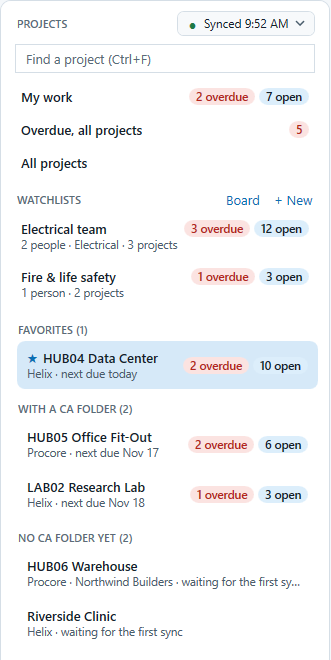 PROJECTS
● Synced 9:52 AM
Find a project (Ctrl+F)
My work 2 overdue 7 open
Overdue, all projects 5
All projects
WATCHLISTS Board + New
Electrical team 3 overdue 12 open
2 people · Electrical · 3 projects
Fire & life safety 1 overdue 3 open
1 person · 2 projects
FAVORITES (1)
★ HUB04 Data Center 2 overdue 10 open
Helix · next due today
WITH A CA FOLDER (2)
HUB05 Office Fit-Out 2 overdue 6 open
Procore · next due Nov 17
LAB02 Research Lab 1 overdue 3 open
Helix · next due Nov 18
NO CA FOLDER YET (2)
HUB06 Warehouse
Procore · Northwind Builders · waiting for the first sy...
Riverside Clinic
Helix · waiting for the first sync